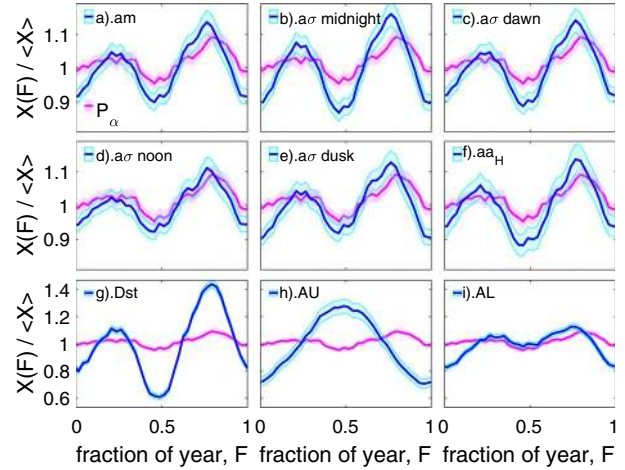 a).am
b).aσ midnight
c).aσ dawn
X(F) / <X>
1.1
1
0.9
P_α
d).aσ noon
e).aσ dusk
f).aa_H
X(F) / <X>
1.1
1
0.9
g).Dst
h).AU
i).AL
X(F) / <X>
1.4
1.2
1
0.8
0.6
0 0.5 1 0 0.5 1 0 0.5 1
fraction of year, F fraction of year, F fraction of year, F